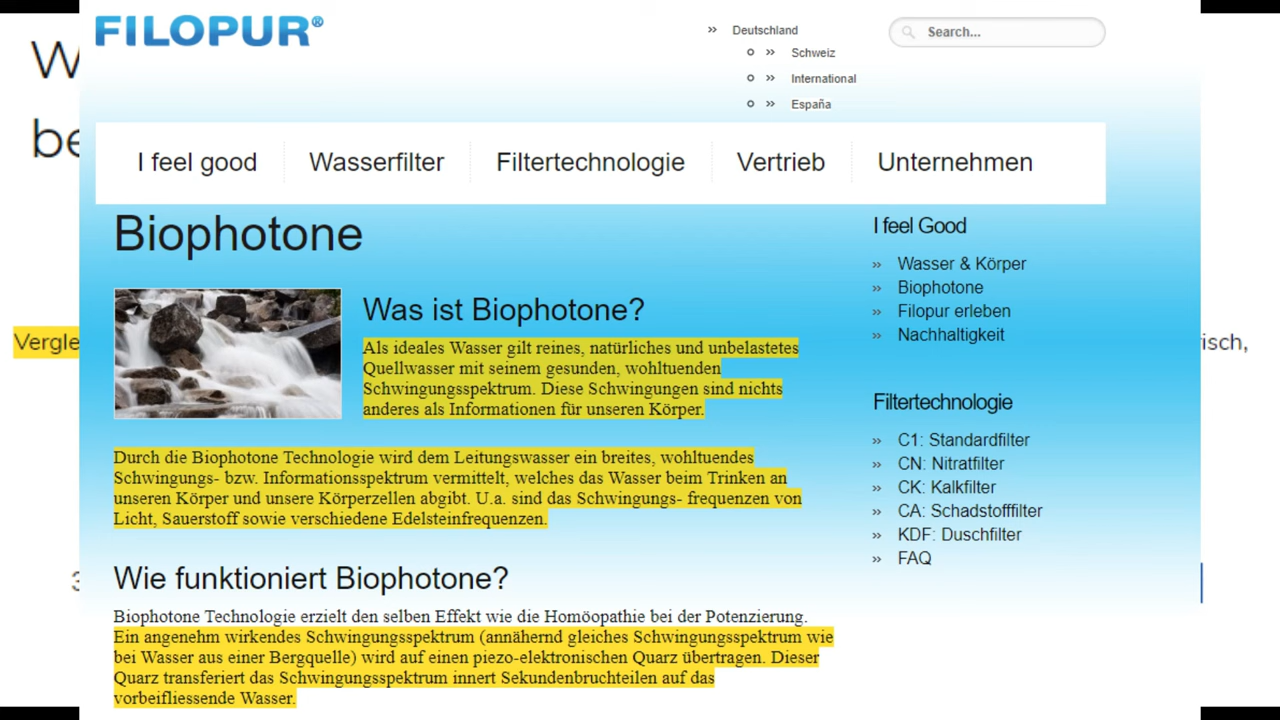 W
be
Vergle
risch,
3
FILOPUR®
Deutschland
Schweiz
International
España
Search...
I feel good
Wasserfilter
Filtertechnologie
Vertrieb
Unternehmen
Biophotone
Was ist Biophotone?
Als ideales Wasser gilt reines, natürliches und unbelastetes
Quellwasser mit seinem gesunden, wohltuenden
Schwingungsspektrum. Diese Schwingungen sind nichts
anderes als Informationen für unseren Körper.
Durch die Biophotone Technologie wird dem Leitungswasser ein breites, wohltuendes
Schwingungs- bzw. Informationsspektrum vermittelt, welches das Wasser beim Trinken an
unseren Körper und unsere Körperzellen abgibt. U.a. sind das Schwingungs- frequenzen von
Licht, Sauerstoff sowie verschiedene Edelsteinfrequenzen.
Wie funktioniert Biophotone?
Biophotone Technologie erzielt den selben Effekt wie die Homöopathie bei der Potenzierung.
Ein angenehm wirkendes Schwingungsspektrum (annähernd gleiches Schwingungsspektrum wie
bei Wasser aus einer Bergquelle) wird auf einen piezo-elektronischen Quarz übertragen. Dieser
Quarz transferiert das Schwingungsspektrum innert Sekundenbruchteilen auf das
vorbeifliessende Wasser.
I feel Good
Wasser & Körper
Biophotone
Filopur erleben
Nachhaltigkeit
Filtertechnologie
C1: Standardfilter
CN: Nitratfilter
CK: Kalkfilter
CA: Schadstofffilter
KDF: Duschfilter
FAQ